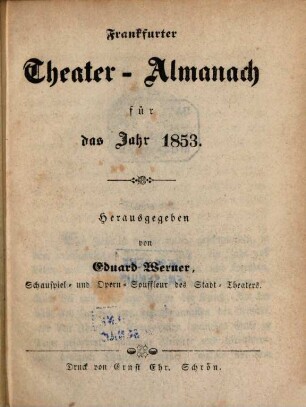 Frankfurter
Theater - Almanach
für
das Jahr 1853.
Herausgegeben
von
Eduard Werner,
Schauspiel- und Opern-Souffleur des Stadt-Theaters.
Druck von Ernst Chr. Schrön.